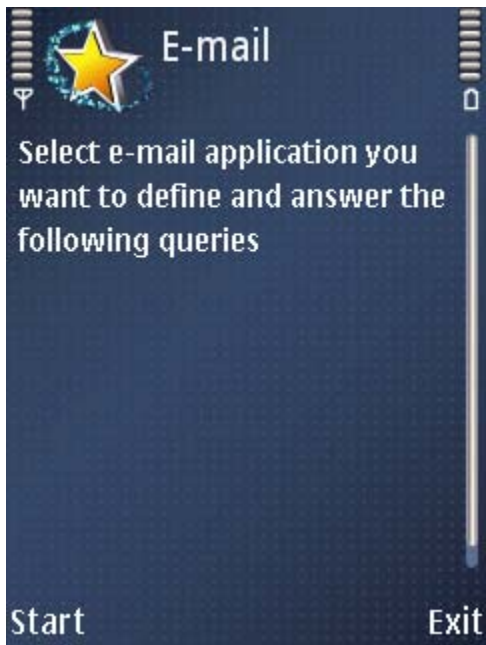 E-mail
Select e-mail application you
want to define and answer the
following queries
Start
Exit